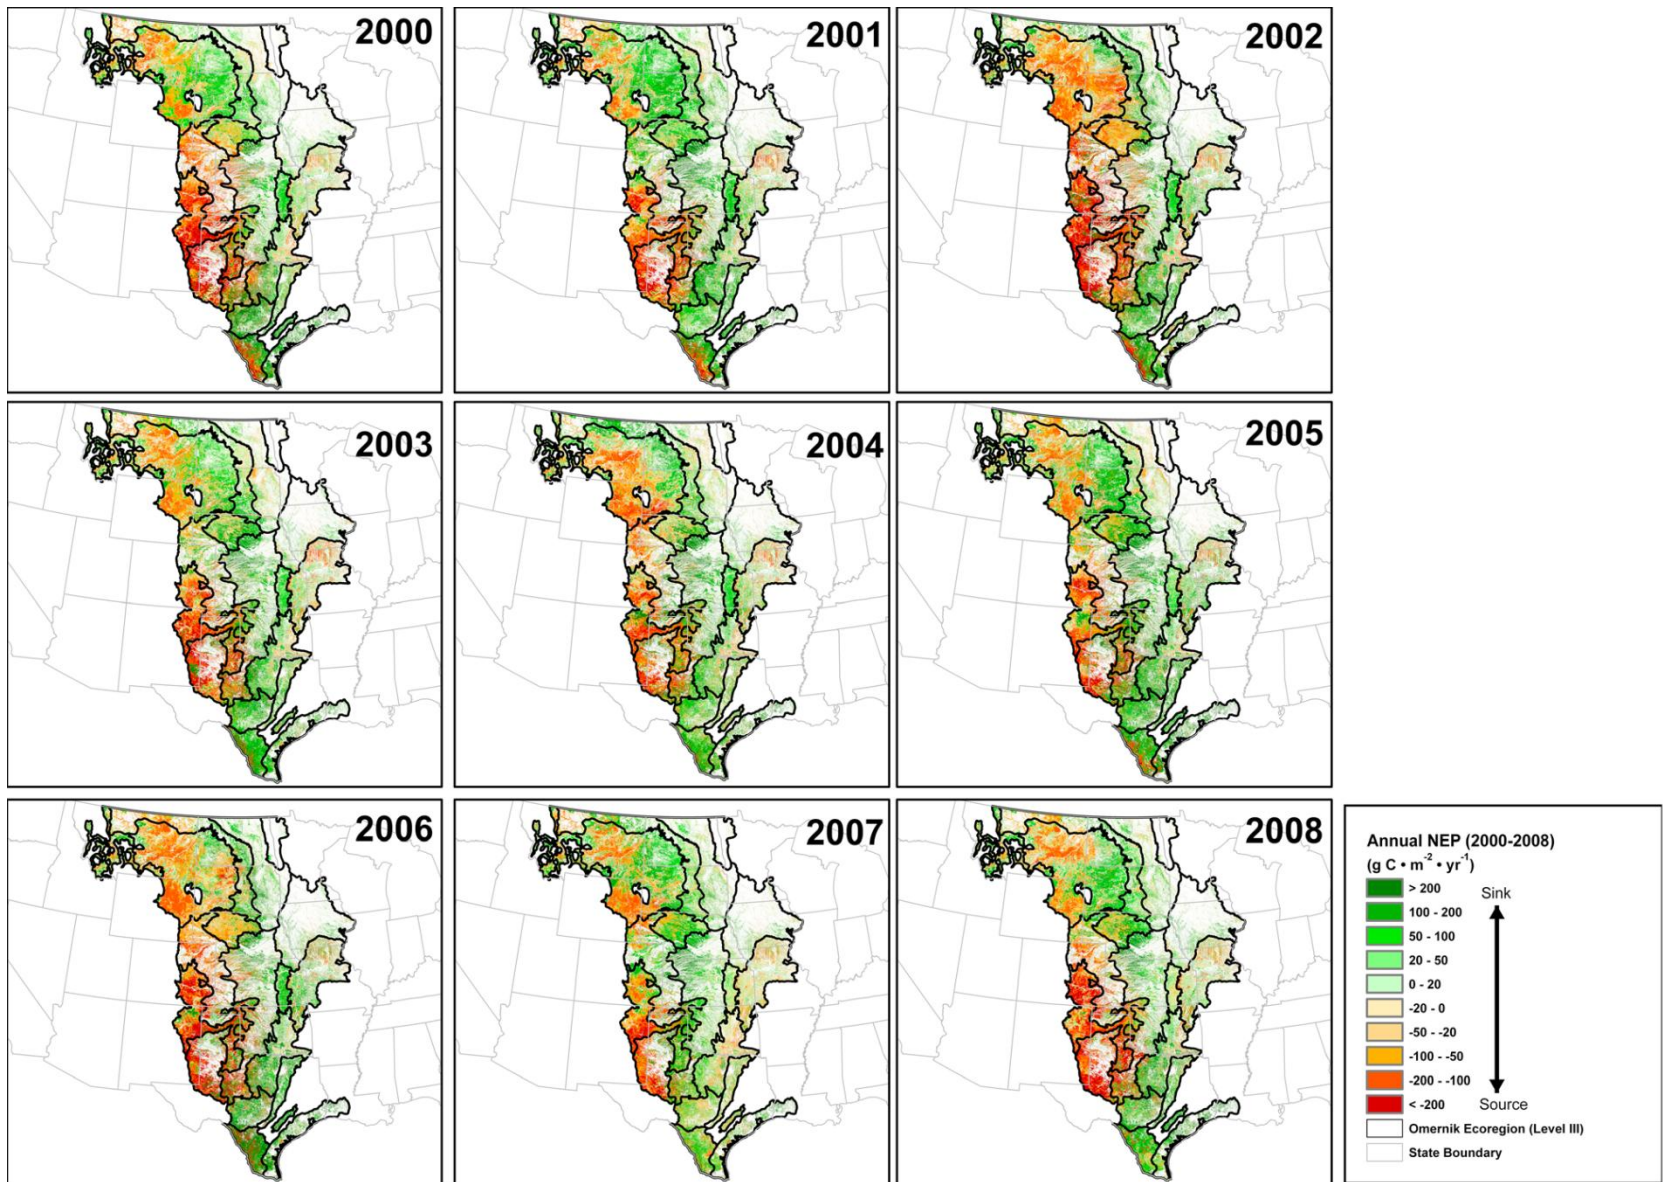 2000
2001
2002
2003
2004
2005
2006
2007
2008
Annual NEP (2000-2008)
(g C • m⁻² • yr⁻¹)
> 200
Sink
100 - 200
50 - 100
20 - 50
0 - 20
-20 - 0
-50 - -20
-100 - -50
-200 - -100
< -200
Source
Omernik Ecoregion (Level III)
State Boundary